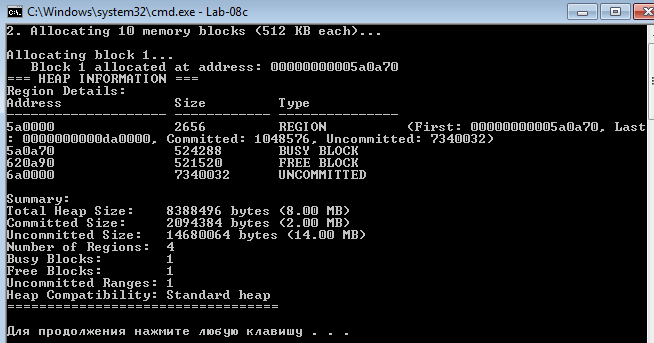 C:\Windows\system32\cmd.exe - Lab-08c
2. Allocating 10 memory blocks (512 KB each)...
Allocating block 1...
Block 1 allocated at address: 00000000005a0a70
=== HEAP INFORMATION ===
Region Details:
Address Size Type
-------------------- ------------- ---------------
5a0000 2656 REGION (First: 00000000005a0a70, Last
: 0000000000da0000, Committed: 1048576, Uncommitted: 7340032)
5a0a70 524288 BUSY BLOCK
620a90 521520 FREE BLOCK
6a0000 7340032 UNCOMMITTED
Summary:
Total Heap Size: 8388496 bytes (8.00 MB)
Committed Size: 2094384 bytes (2.00 MB)
Uncommitted Size: 14680064 bytes (14.00 MB)
Number of Regions: 4
Busy Blocks: 1
Free Blocks: 1
Uncommitted Ranges: 1
Heap Compatibility: Standard heap
==================================
Для продолжения нажмите любую клавишу . . .